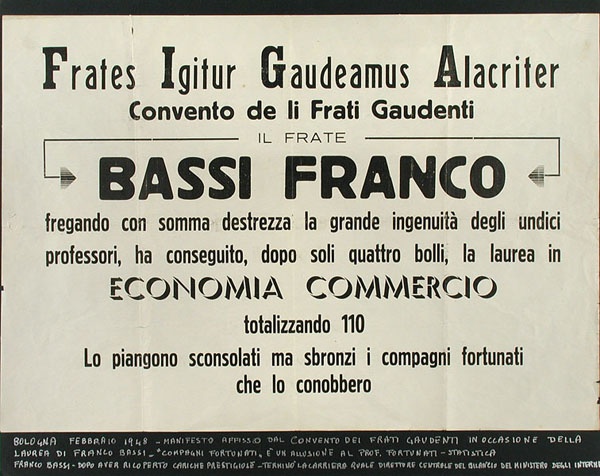 Frates Igitur Gaudeamus Alacriter
Convento de li Frati Gaudenti
IL FRATE
BASSI FRANCO
fregando con somma destrezza la grande ingenuità degli undici
professori, ha conseguito, dopo soli quattro bolli, la laurea in
ECONOMIA COMMERCIO
totalizzando 110
Lo piangono sconsolati ma sbronzi i compagni fortunati
che lo conobbero
BOLOGNA FEBBRAIO 1948 - MANIFESTO AFFISSO DAL CONVENTO DEI FRATI GAUDENTI IN OCCASIONE DELLA
LAUREA DI FRANCO BASSI - "COMPAGNI FORTUNATI, E' UN ALLUSIONE AL PROF. FORTUNATI - STATISTICA
FRANCO BASSI - DOPO AVER RICOPERTO CARICHE PRESTIGIOSE - TERMINO' LA CARRIERA QUALE DIRETTORE CENTRALE DEL BILANCIO DEL MINISTERO DEGLI INTERNI